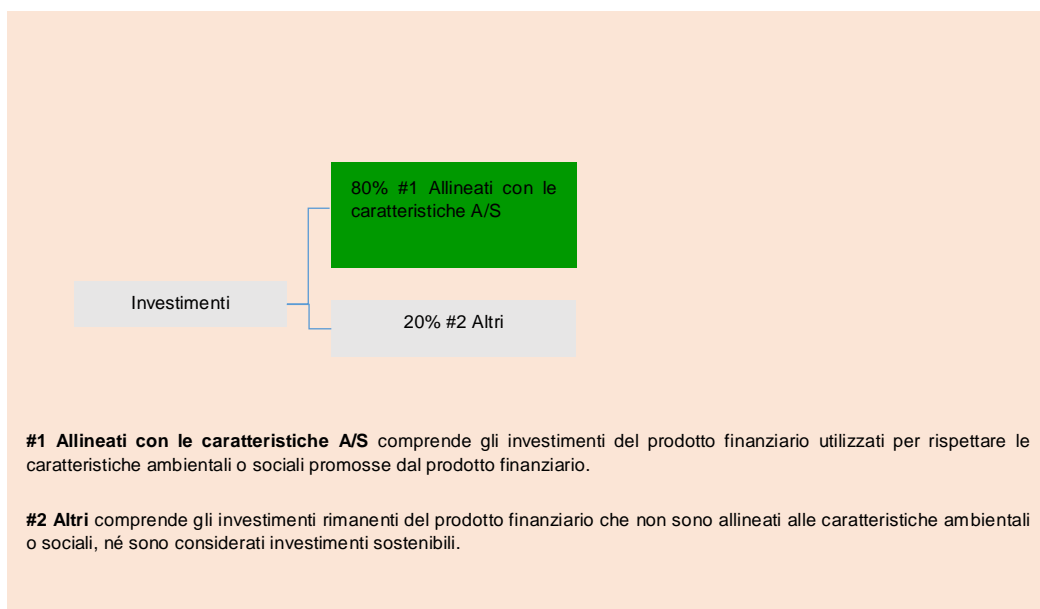 80% #1 Allineati con le
caratteristiche A/S
Investimenti
20% #2 Altri
#1 Allineati con le caratteristiche A/S comprende gli investimenti del prodotto finanziario utilizzati per rispettare le
caratteristiche ambientali o sociali promosse dal prodotto finanziario.
#2 Altri comprende gli investimenti rimanenti del prodotto finanziario che non sono allineati alle caratteristiche ambientali
o sociali, né sono considerati investimenti sostenibili.